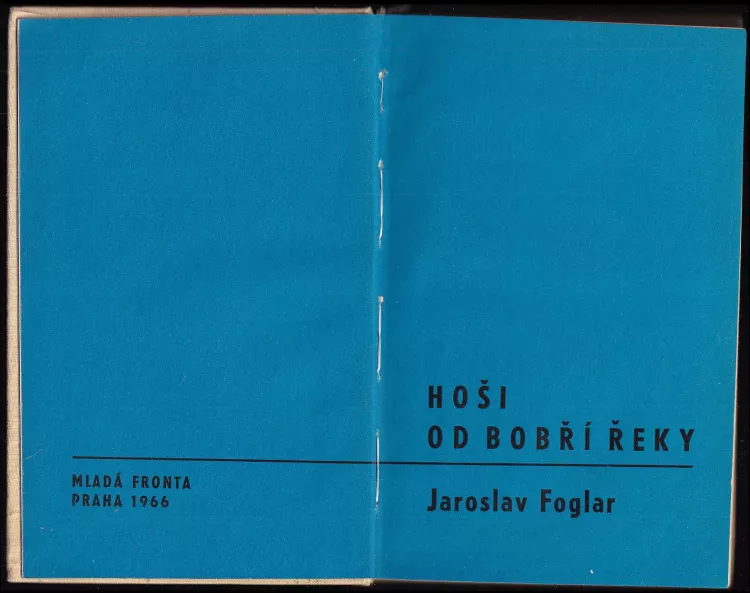 MLADÁ FRONTA
PRAHA 1966
HOŠI
OD BOBŘÍ ŘEKY
Jaroslav Foglar